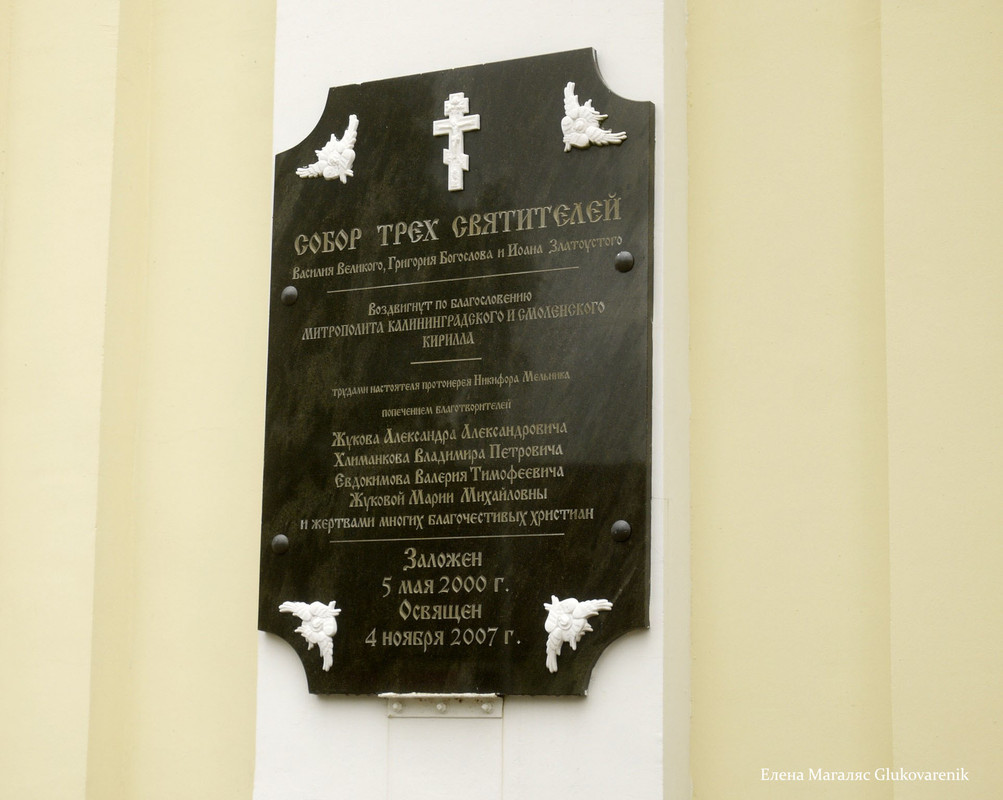 СОБОР ТРЕХ СВЯТИТЕЛЕЙ
Василия Великого, Григория Богослова и Иоана Златоустого
Воздвигнут по благословению
МИТРОПОЛИТА КАЛИНИНГРАДСКОГО И СМОЛЕНСКОГО
КИРИЛЛА
трудами настоятеля протоиерея Никифора Мельника
попечением благотворителей
Жукова Александра Александровича
Хлиманкова Владимира Петровича
Евдокимова Валерия Тимофеевича
Жуковой Марии Михайловны
и жертвами многих благочестивых христиан
Заложен
5 мая 2000 г.
Освящен
4 ноября 2007 г.
Елена Магаляс Glukovarenik